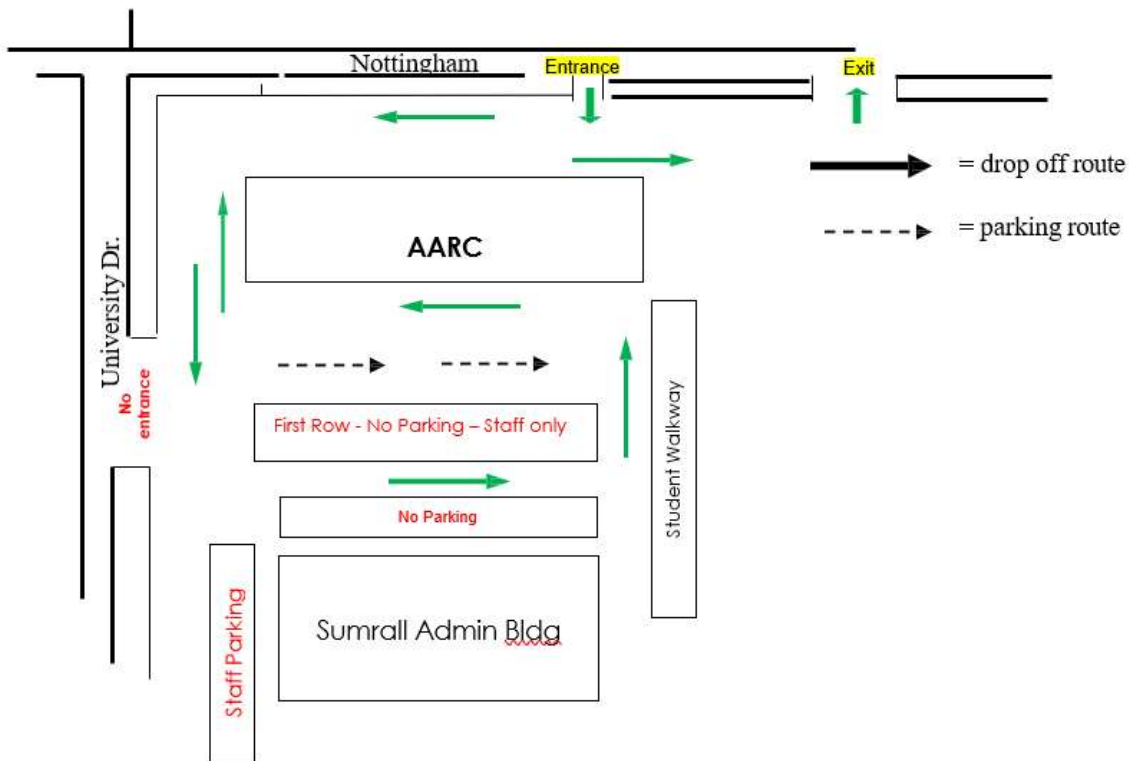 Nottingham
Entrance
Exit
= drop off route
= parking route
AARC
University Dr.
No
entrance
First Row - No Parking – Staff only
No Parking
Student Walkway
Staff Parking
Sumrall Admin Bldg